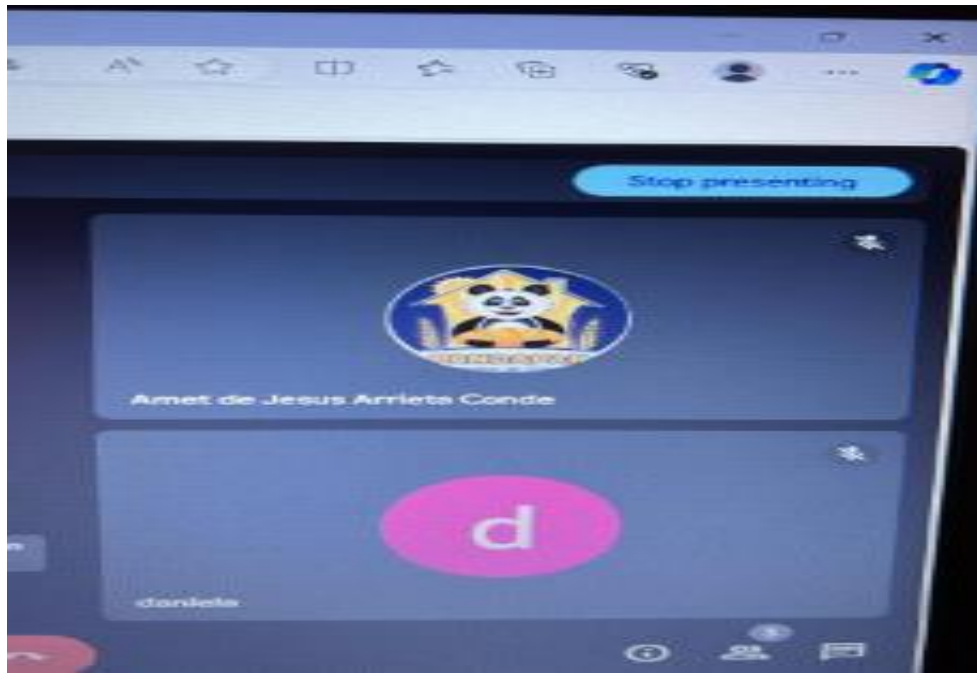 Stop presenting
Amet de Jesus Arrieta Conde
d
daniela